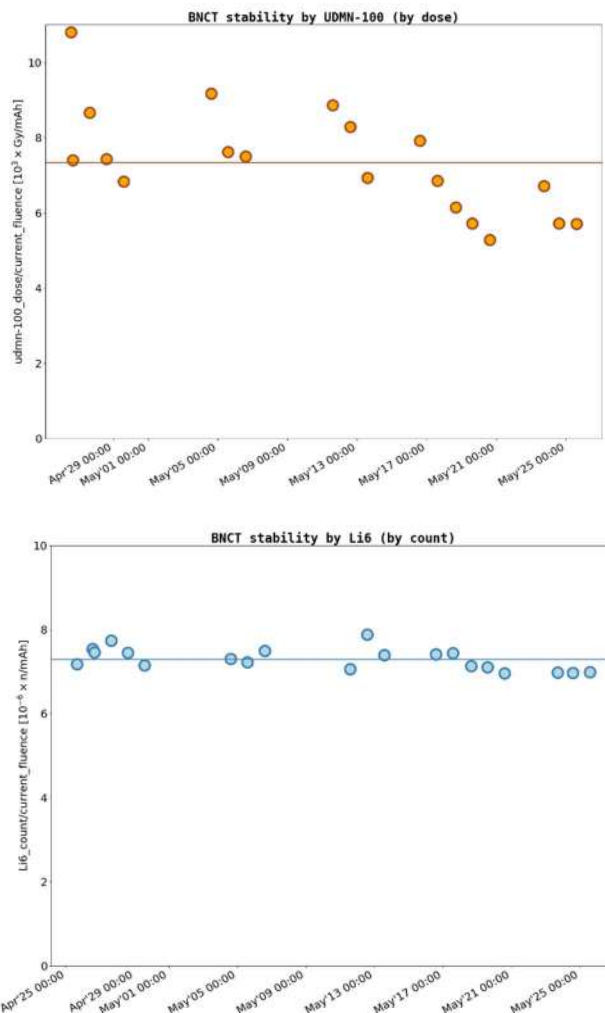 BNCT stability by UDMN-100 (by dose)
udmn-100_dose/current_fluence [10³ × Gy/mAh]
10
8
6
4
2
0
Apr'29 00:00
May'01 00:00
May'05 00:00
May'09 00:00
May'13 00:00
May'17 00:00
May'21 00:00
May'25 00:00
BNCT stability by Li6 (by count)
Li6_count/current_fluence [10⁻⁶ × n/mAh]
10
8
6
4
2
0
Apr'25 00:00
Apr'29 00:00
May'01 00:00
May'05 00:00
May'09 00:00
May'13 00:00
May'17 00:00
May'21 00:00
May'25 00:00